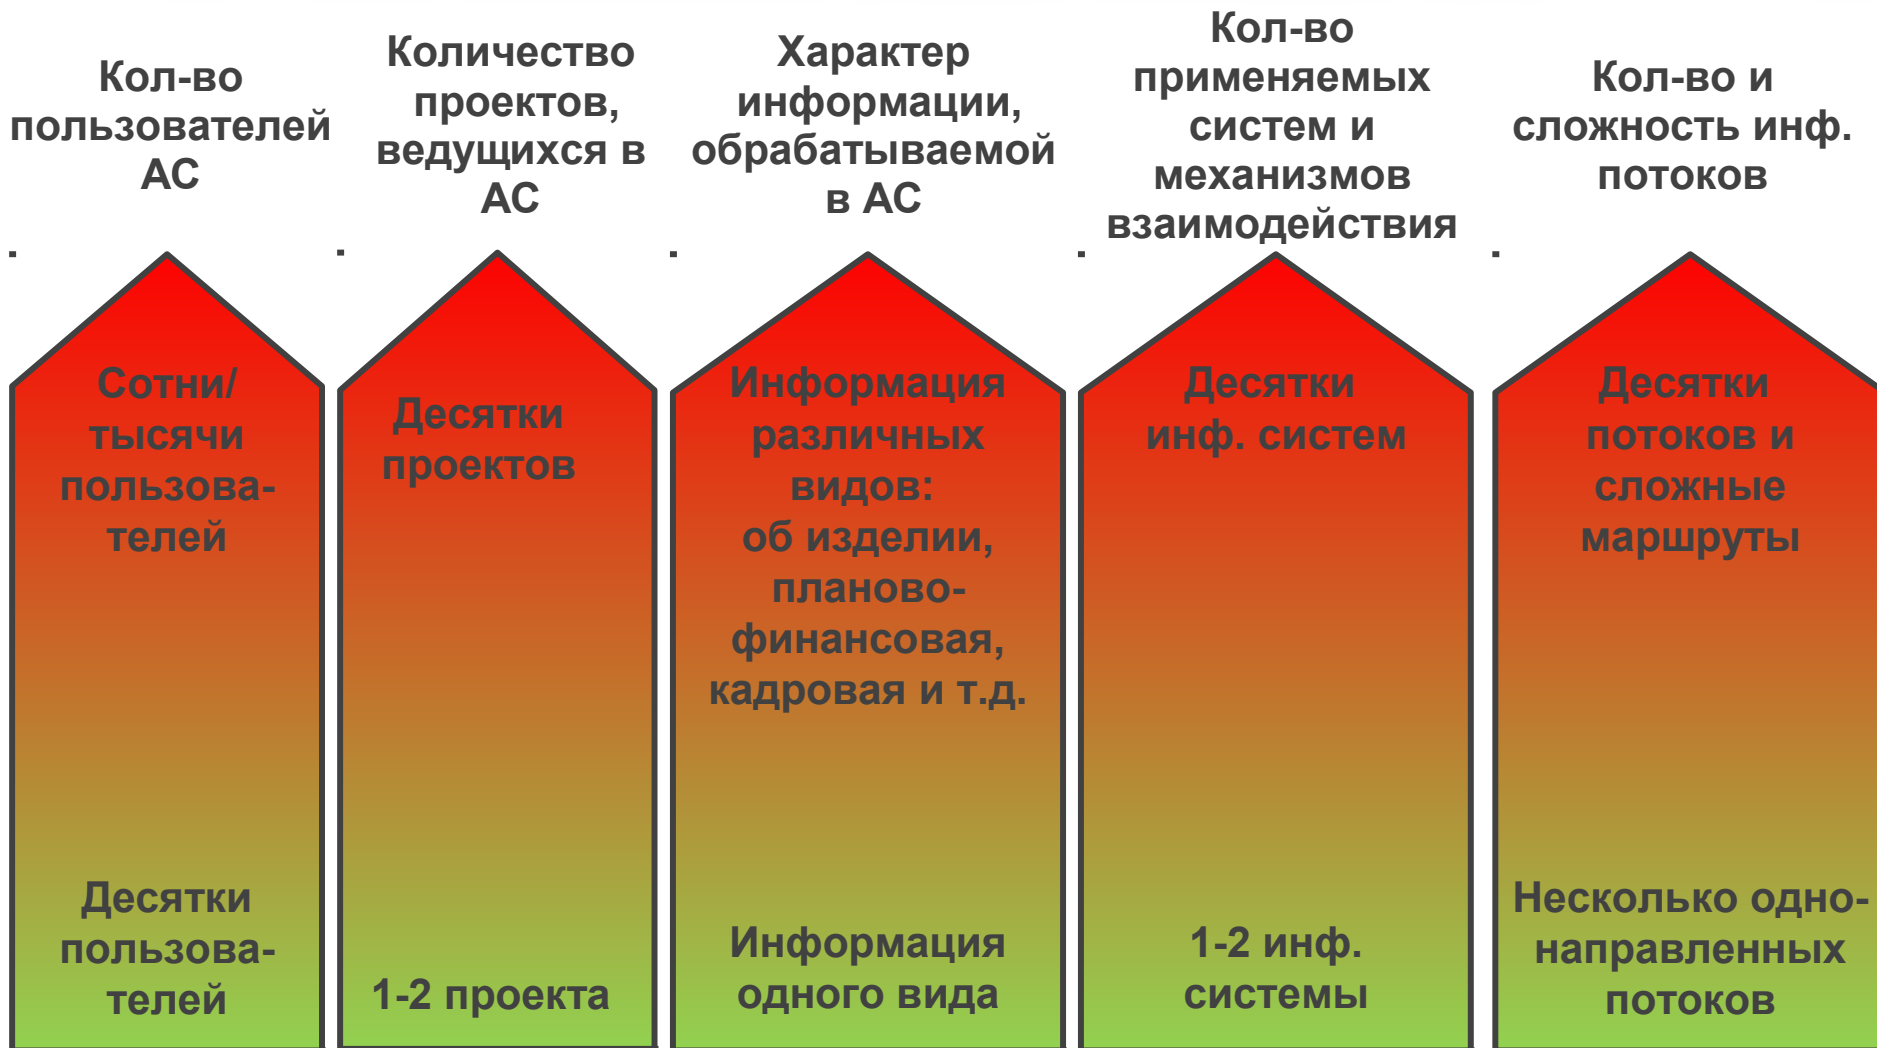 Кол-во
пользователей
АС
Количество
проектов,
ведущихся в
АС
Характер
информации,
обрабатываемой
в АС
Кол-во
применяемых
систем и
механизмов
взаимодействия
Кол-во и
сложность инф.
потоков
Сотни/
тысячи
пользова-
телей
Десятки
пользова-
телей
Десятки
проектов
1-2 проекта
Информация
различных
видов:
об изделии,
планово-
финансовая,
кадровая и т.д.
Информация
одного вида
Десятки
инф. систем
1-2 инф.
системы
Десятки
потоков и
сложные
маршруты
Несколько одно-
направленных
потоков